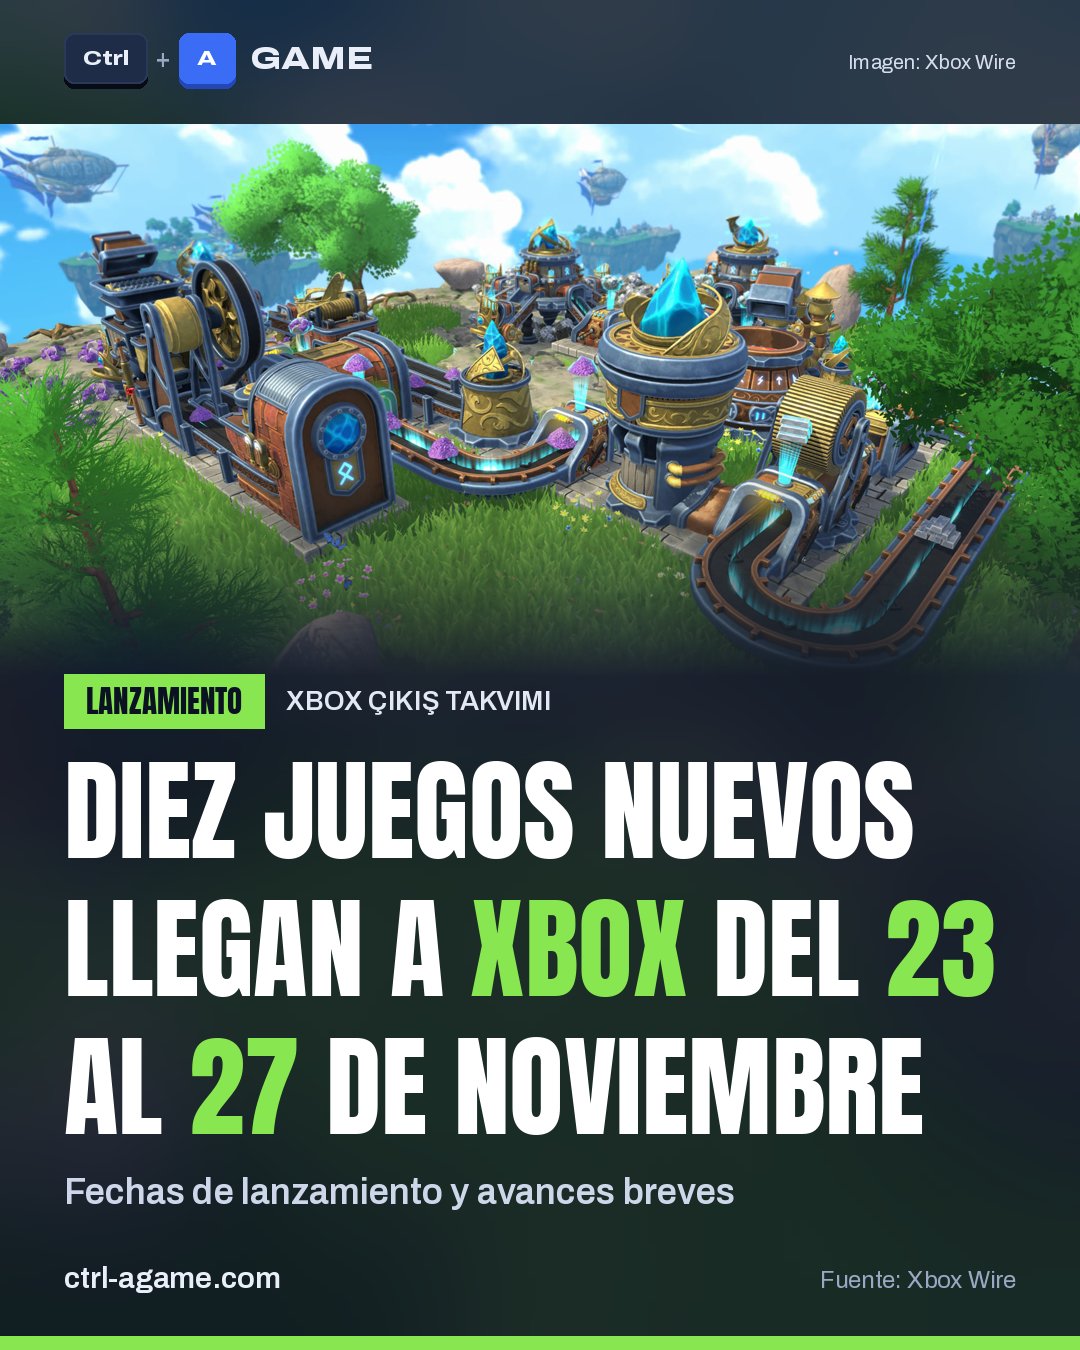 Ctrl + A GAME
Imagen: Xbox Wire
LANZAMIENTO
XBOX ÇIKIŞ TAKVIMI
DIEZ JUEGOS NUEVOS
LLEGAN A XBOX DEL 23
AL 27 DE NOVIEMBRE
Fechas de lanzamiento y avances breves
ctrl-agame.com
Fuente: Xbox Wire